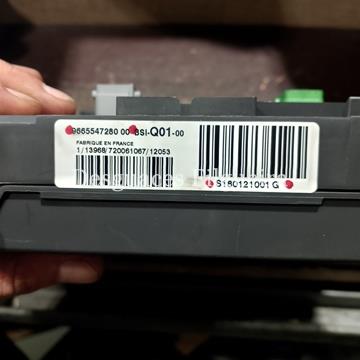 9665547280 00 BSI-Q01-00
FABRIQUE EN FRANCE
1/13968/720061067/12053
S180121001 G